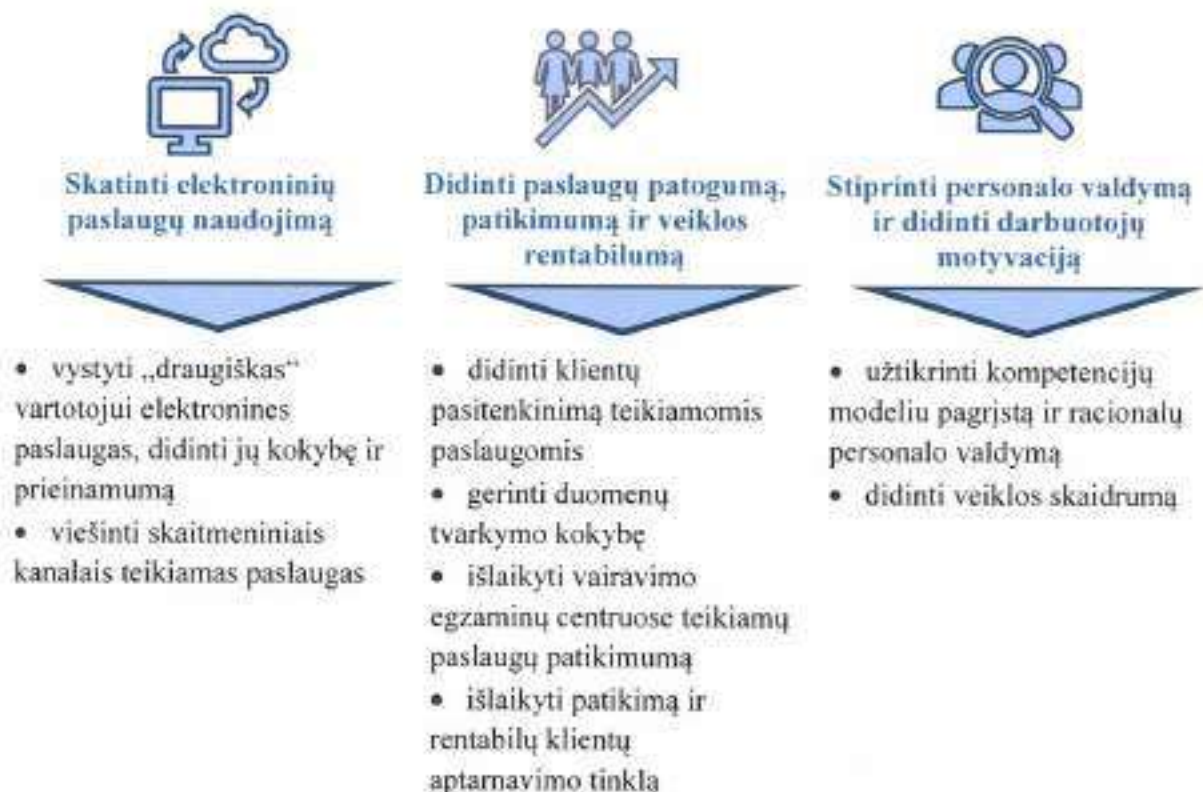 Skatinti elektroninių
paslaugų naudojimą
Didinti paslaugų patogumą,
patikimumą ir veiklos
rentabilumą
Stiprinti personalo valdymą
ir didinti darbuotojų
motyvaciją
• vystyti „draugiškas“
vartotojui elektronines
paslaugas, didinti jų kokybę ir
prieinamumą
• viešinti skaitmeniniais
kanalais teikiamas paslaugas
• didinti klientų
pasitenkinimą teikiamomis
paslaugomis
• gerinti duomenų
tvarkymo kokybę
• išlaikyti vairavimo
egzaminų centruose teikiamų
paslaugų patikimumą
• išlaikyti patikimą ir
rentabilų klientų
aptarnavimo tinklą
• užtikrinti kompetencijų
modeliu pagrįstą ir racionalų
personalo valdymą
• didinti veiklos skaidrumą